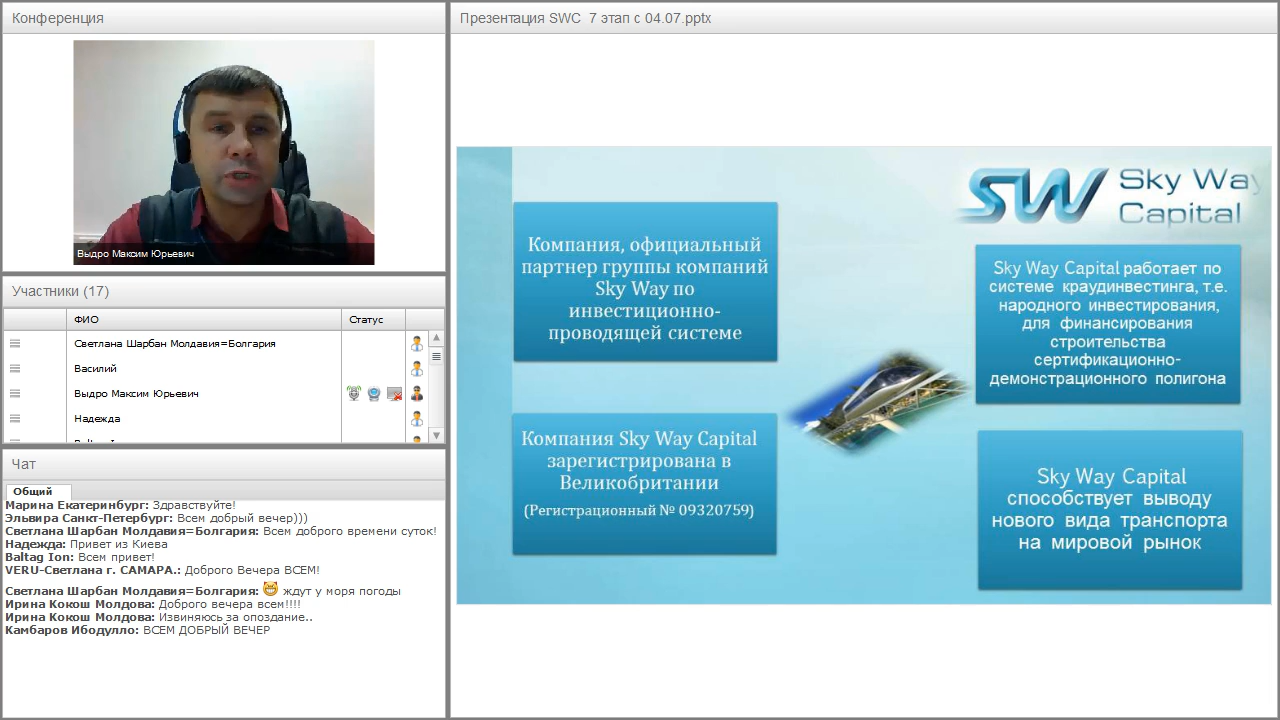 Конференция
Выдро Максим Юрьевич
Участники (17)
ФИО
Статус
Светлана Шарбан Молдавия=Болгария
Василий
Выдро Максим Юрьевич
Надежда
Чат
Общий
Марина Екатеринбург: Здравствуйте!
Эльвира Санкт-Петербург: Всем добрый вечер)))
Светлана Шарбан Молдавия=Болгария: Всем доброго времени суток!
Надежда: Привет из Киева
Baltag Ion: Всем привет!
VERU-Светлана г. САМАРА.: Доброго Вечера ВСЕМ!
Светлана Шарбан Молдавия=Болгария: ждут у моря погоды
Ирина Кокош Молдова: Доброго вечера всем!!!!
Ирина Кокош Молдова: Извиняюсь за опоздание..
Камбаров Ибодулло: ВСЕМ ДОБРЫЙ ВЕЧЕР
Презентация SWC 7 этап с 04.07.pptx
SW Sky Way
Capital
Компания, официальный
партнер группы компаний
Sky Way по
инвестиционно-
проводящей системе
Sky Way Capital работает по
системе краудинвестинга, т.е.
народного инвестирования,
для финансирования
строительства
сертификационно-
демонстрационного полигона
Компания Sky Way Capital
зарегистрирована в
Великобритании
(Регистрационный № 09320759)
Sky Way Capital
способствует выводу
нового вида транспорта
на мировой рынок